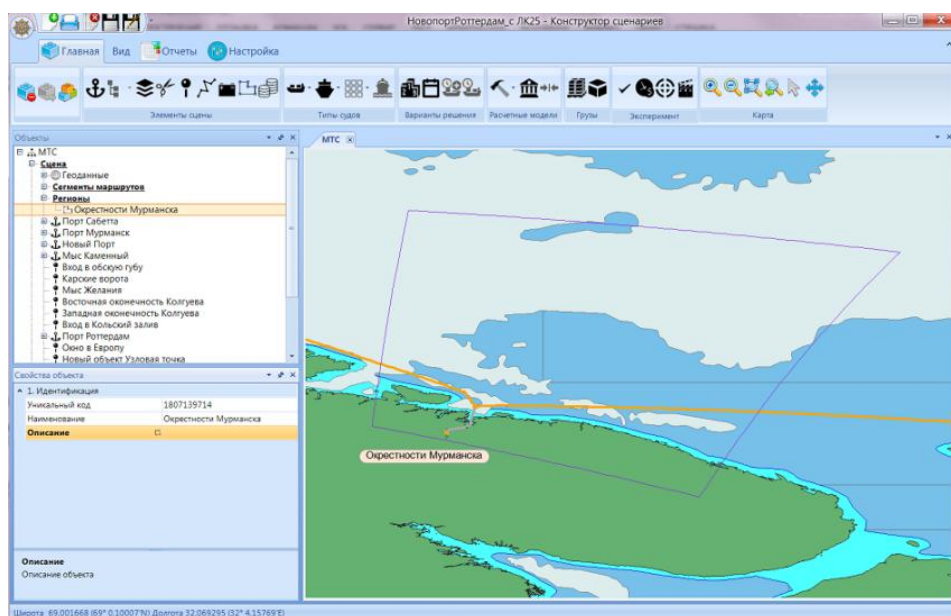 НовопортРоттердам_с ЛК25 - Конструктор сценариев
Главная Вид Отчеты Настройка
Элементы сцены Типы судов Варианты решения Расчетные модели Грузы Эксперимент Карта
Объекты
МТС
МТС
Сцена
Геоданные
Сегменты маршрутов
Регионы
Окрестности Мурманска
Порт Сабетта
Порт Мурманск
Новый Порт
Мыс Каменный
Вход в обскую губу
Карские ворота
Мыс Желания
Восточная оконечность Колгуева
Западная оконечность Колгуева
Вход в Кольский залив
Порт Роттердам
Окно в Европу
Новый объект Узловая точка
Свойства объекта
1. Идентификация
Уникальный код 1807139714
Наименование Окрестности Мурманска
Описание
Окрестности Мурманска
Описание
Описание объекта
Широта 69,001668 (69° 0,10007'N) Долгота 32,069295 (32° 4,15769'E)